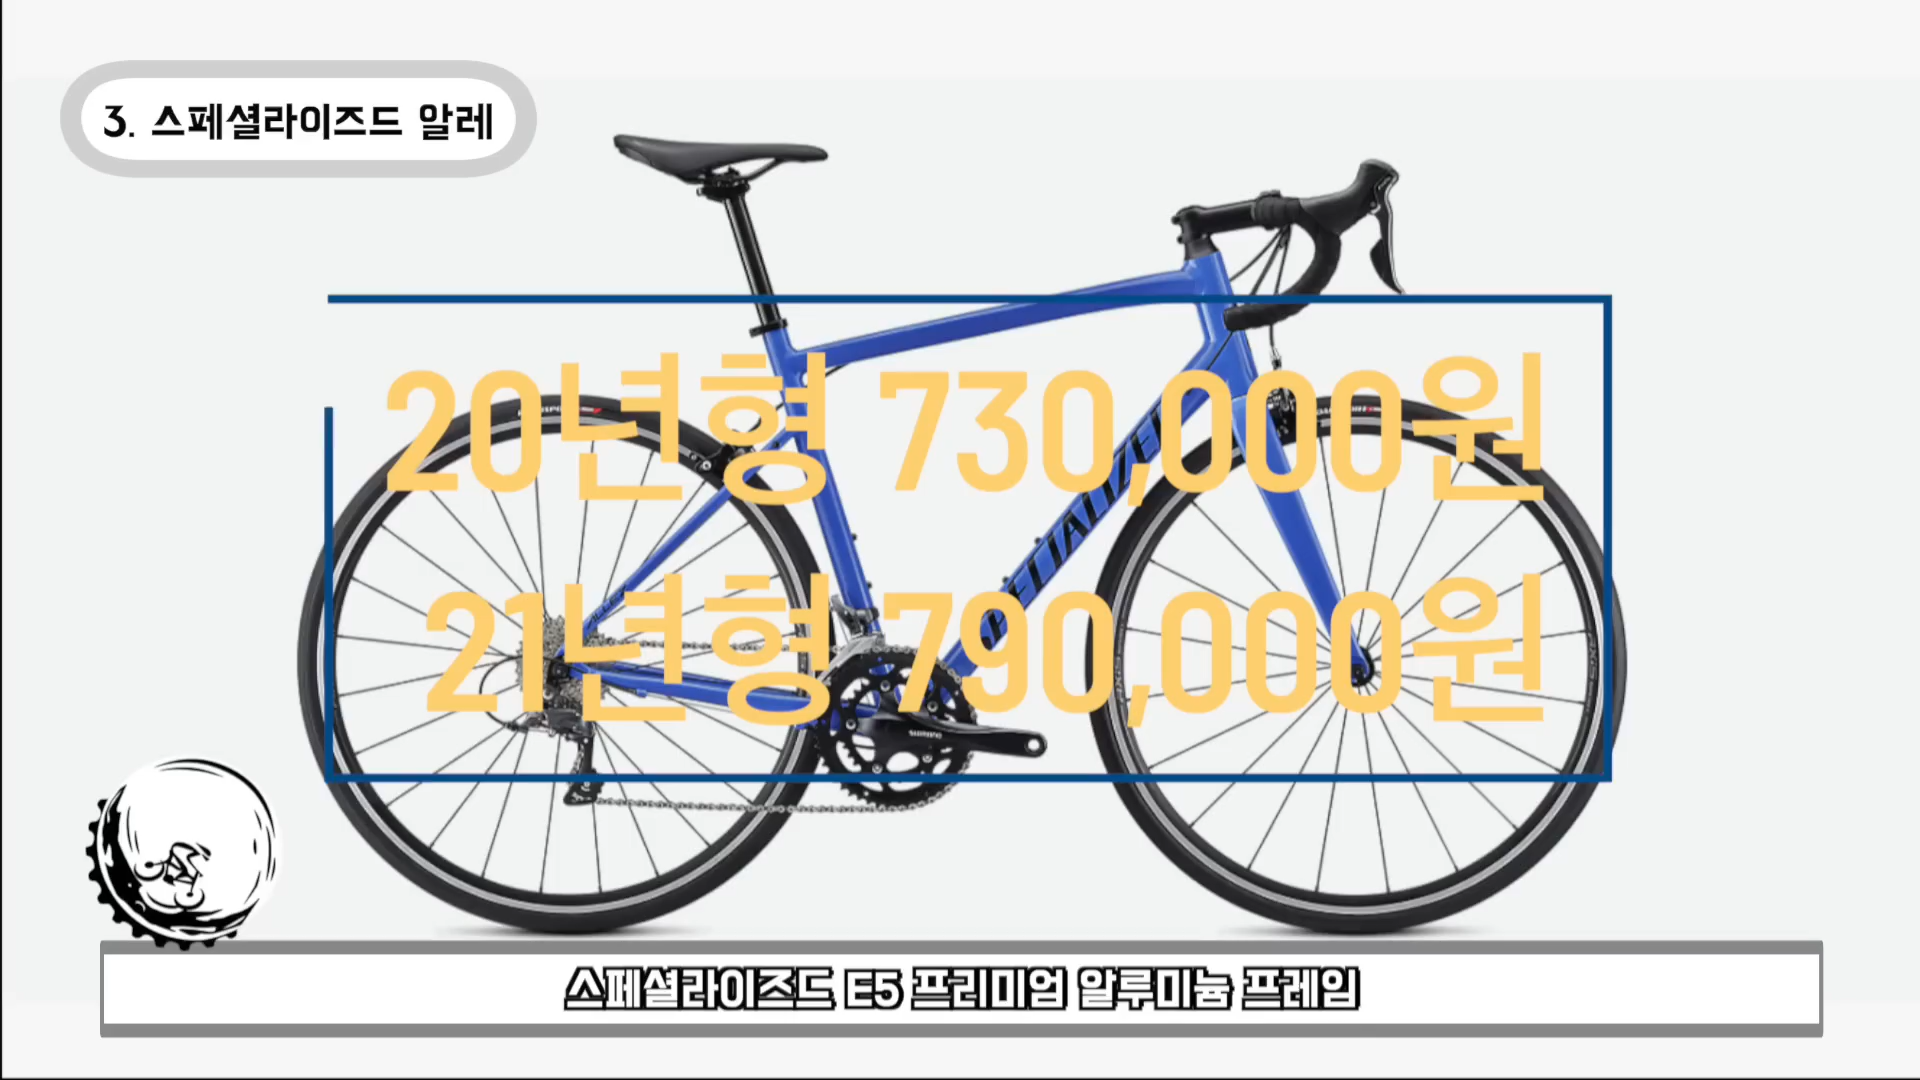 3. 스페셜라이즈드 알레
20년형 730,000원
21년형 790,000원
SPECIALIZED
SHIMANO
스페셜라이즈드 E5 프리미엄 알루미늄 프레임